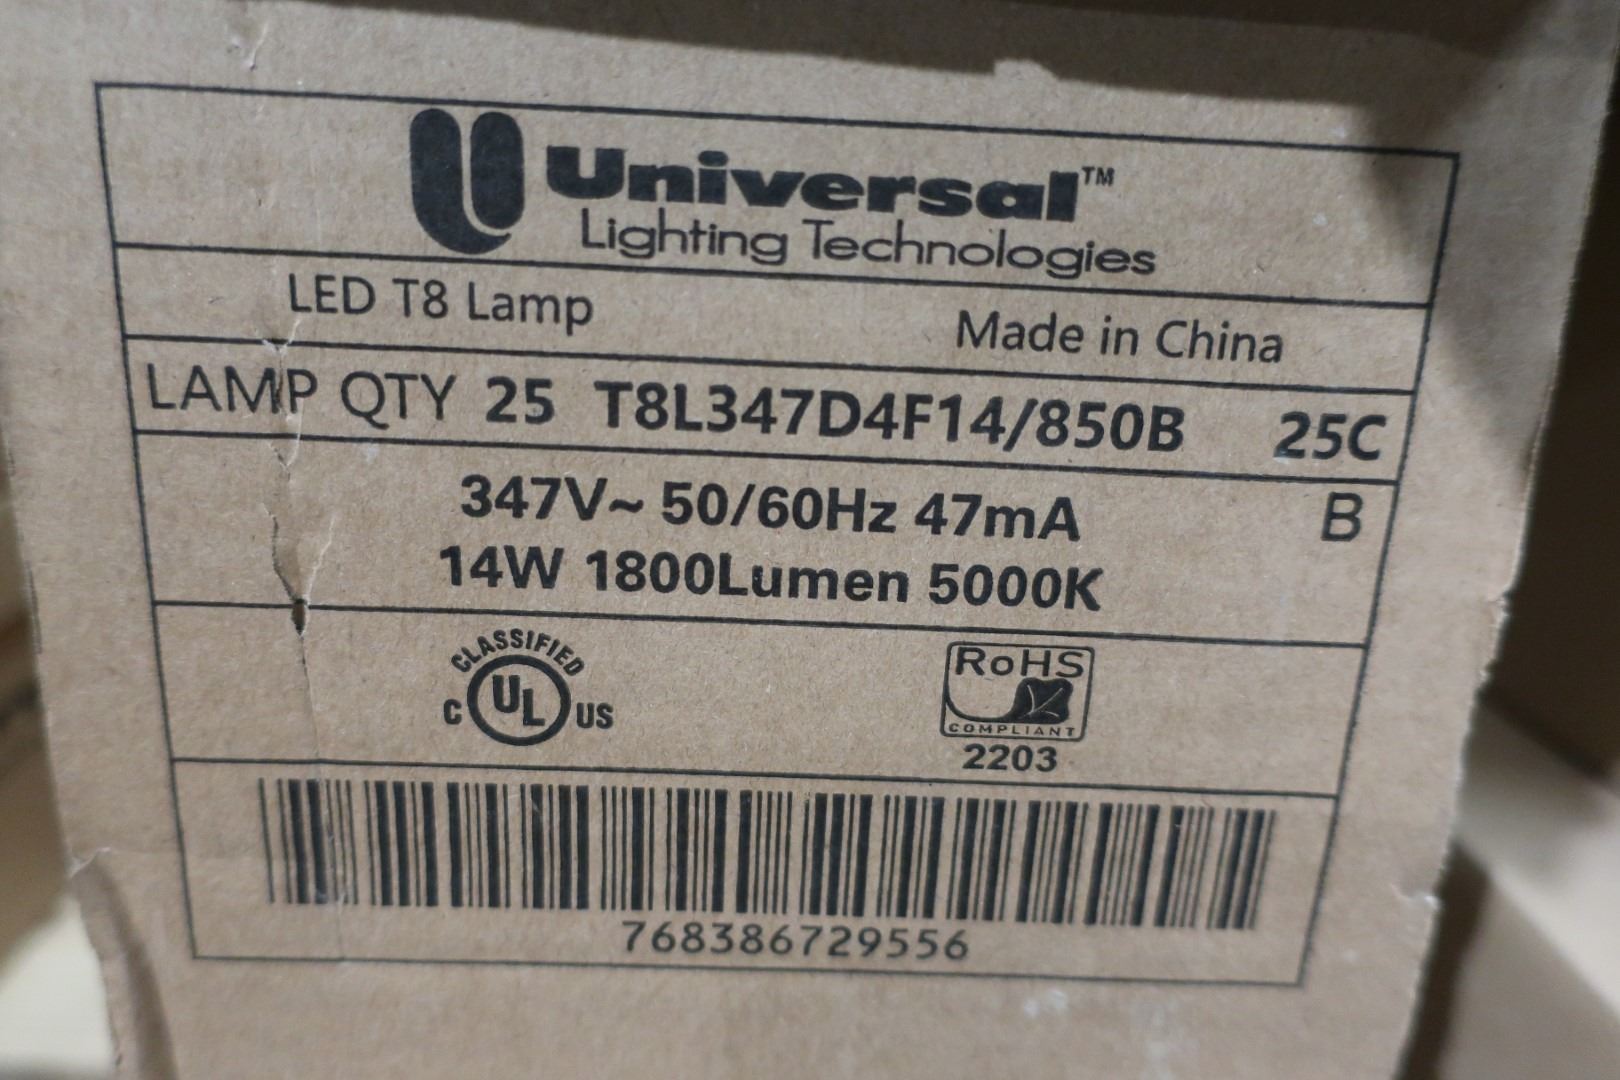 Universal™
Lighting Technologies
LED T8 Lamp Made in China
LAMP QTY 25 T8L347D4F14/850B 25C
347V~ 50/60Hz 47mA B
14W 1800Lumen 5000K
CLASSIFIED
C UL US
RoHS
COMPLIANT
2203
768386729556